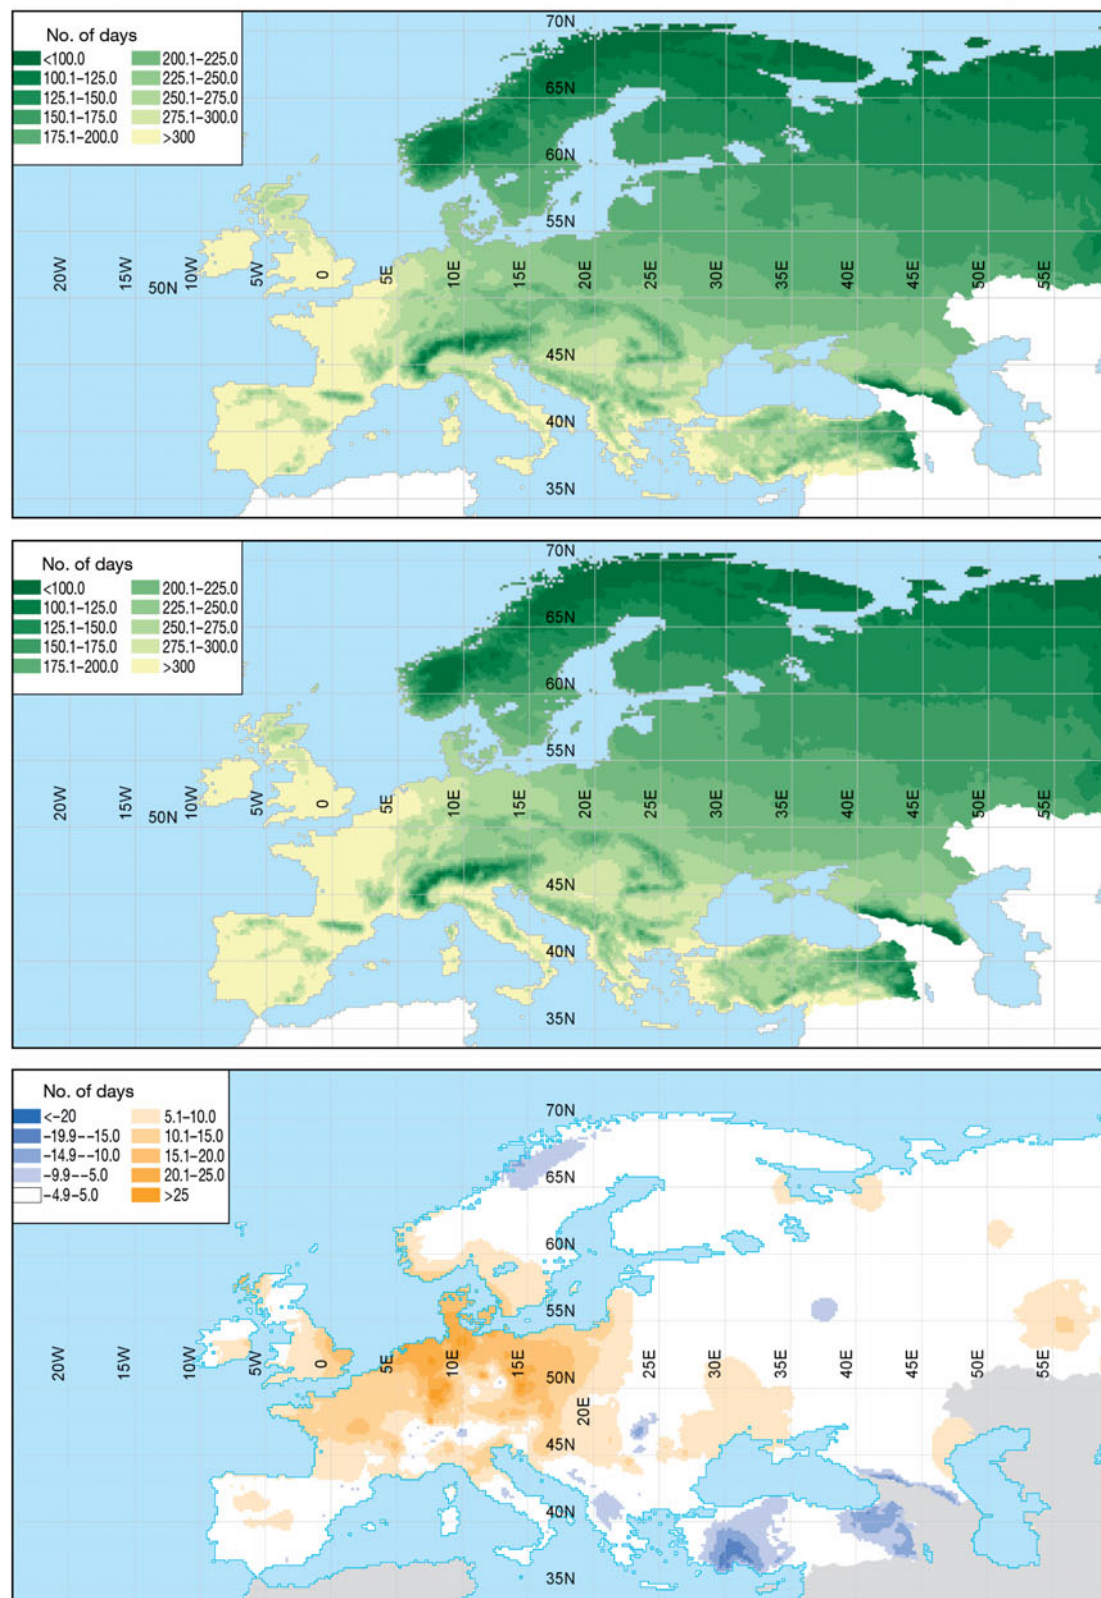 No. of days
<100.0 200.1–225.0
100.1–125.0 225.1–250.0
125.1–150.0 250.1–275.0
150.1–175.0 275.1–300.0
175.1–200.0 >300
70N
65N
60N
55N
20W 15W 10W 5W 0 5E 10E 15E 20E 25E 30E 35E 40E 45E 50E 55E
50N
45N
40N
35N
No. of days
<100.0 200.1–225.0
100.1–125.0 225.1–250.0
125.1–150.0 250.1–275.0
150.1–175.0 275.1–300.0
175.1–200.0 >300
70N
65N
60N
55N
20W 15W 10W 5W 0 5E 10E 15E 20E 25E 30E 35E 40E 45E 50E 55E
50N
45N
40N
35N
No. of days
<–20 5.1–10.0
–19.9––15.0 10.1–15.0
–14.9––10.0 15.1–20.0
–9.9––5.0 20.1–25.0
–4.9–5.0 >25
70N
65N
60N
55N
20W 15W 10W 5W 0 5E 10E 15E 25E 30E 35E 40E 45E 50E 55E
50N
20E
45N
40N
35N